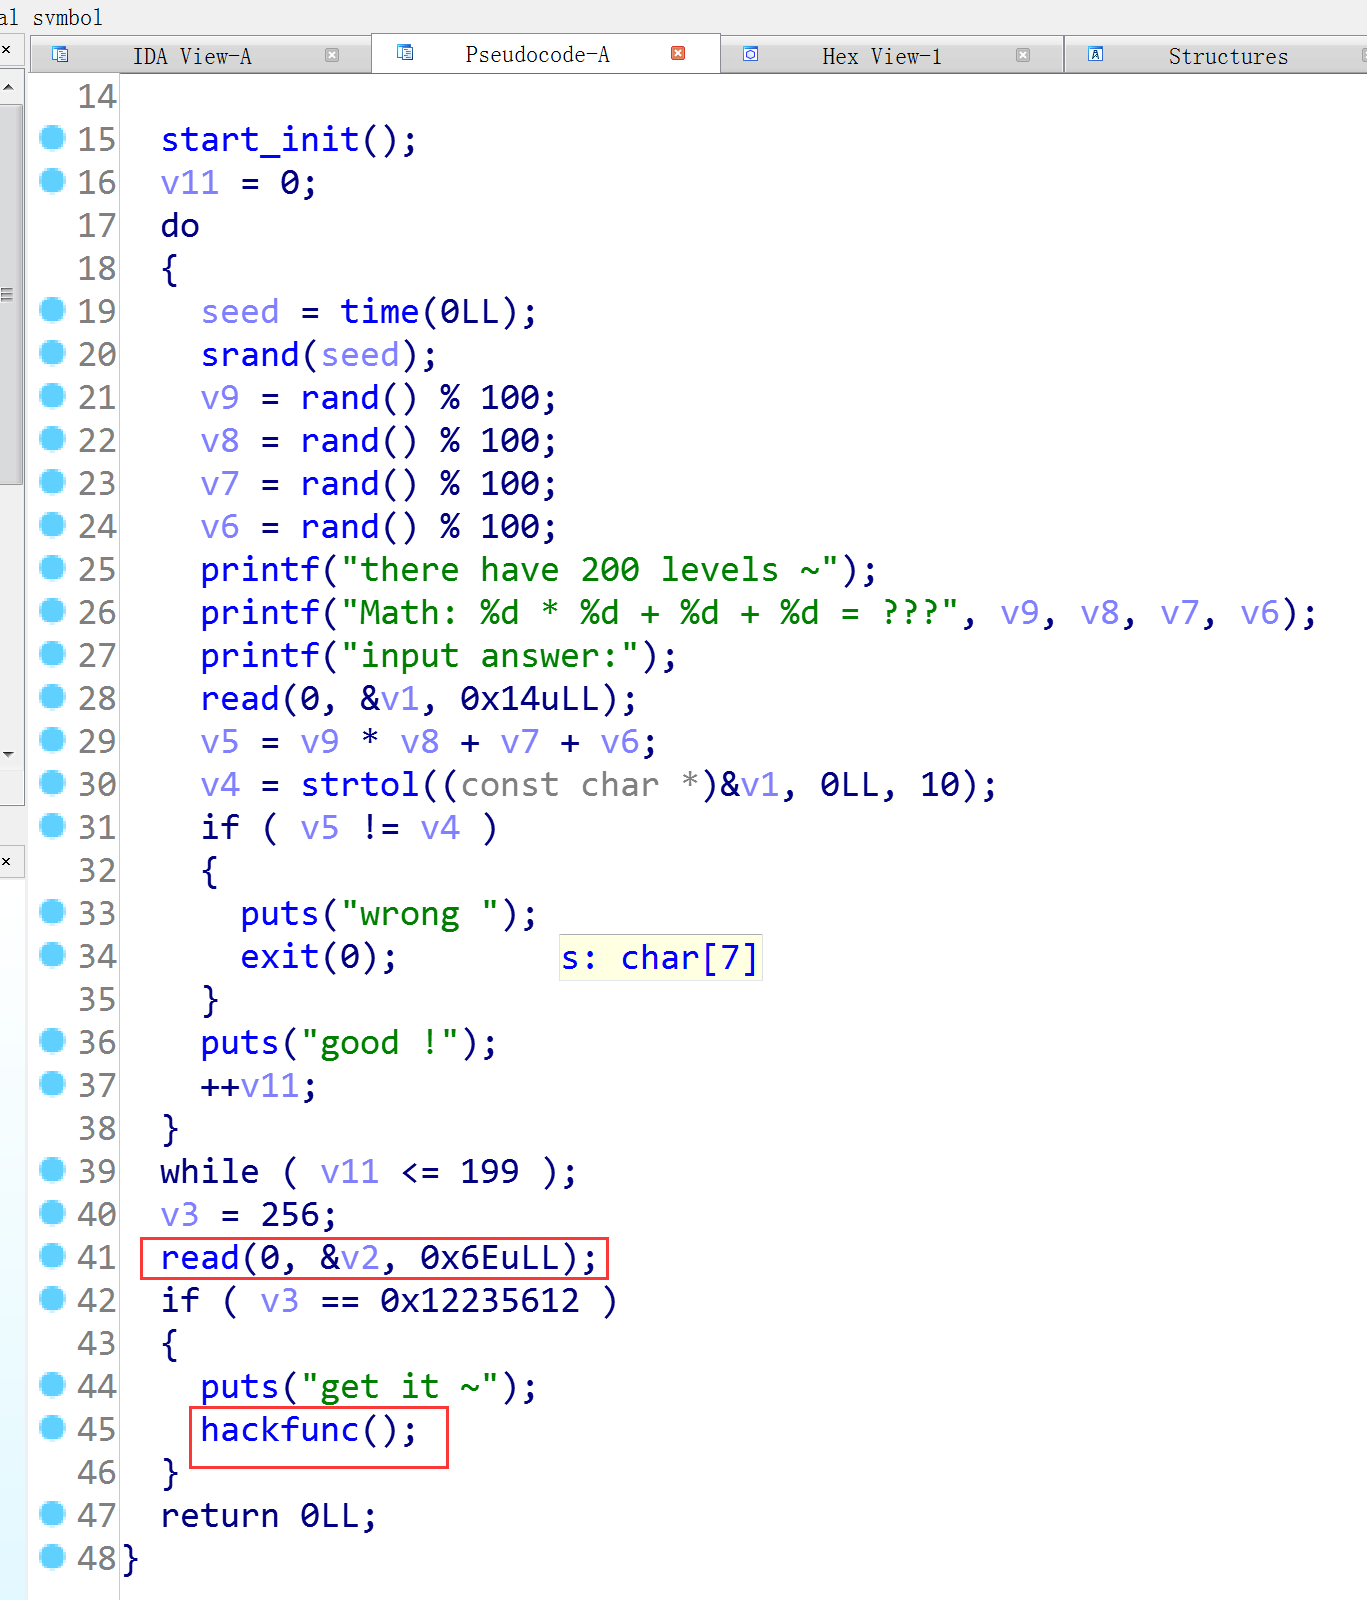 al symbol
IDA View-A Pseudocode-A Hex View-1 Structures
14
15 start_init();
16 v11 = 0;
17 do
18 {
19 seed = time(0LL);
20 srand(seed);
21 v9 = rand() % 100;
22 v8 = rand() % 100;
23 v7 = rand() % 100;
24 v6 = rand() % 100;
25 printf("there have 200 levels ~");
26 printf("Math: %d * %d + %d + %d = ???", v9, v8, v7, v6);
27 printf("input answer:");
28 read(0, &v1, 0x14uLL);
29 v5 = v9 * v8 + v7 + v6;
30 v4 = strtol((const char *)&v1, 0LL, 10);
31 if ( v5 != v4 )
32 {
33 puts("wrong ");
34 exit(0); s: char[7]
35 }
36 puts("good !");
37 ++v11;
38 }
39 while ( v11 <= 199 );
40 v3 = 256;
41 read(0, &v2, 0x6EuLL);
42 if ( v3 == 0x12235612 )
43 {
44 puts("get it ~");
45 hackfunc();
46 }
47 return 0LL;
48 }